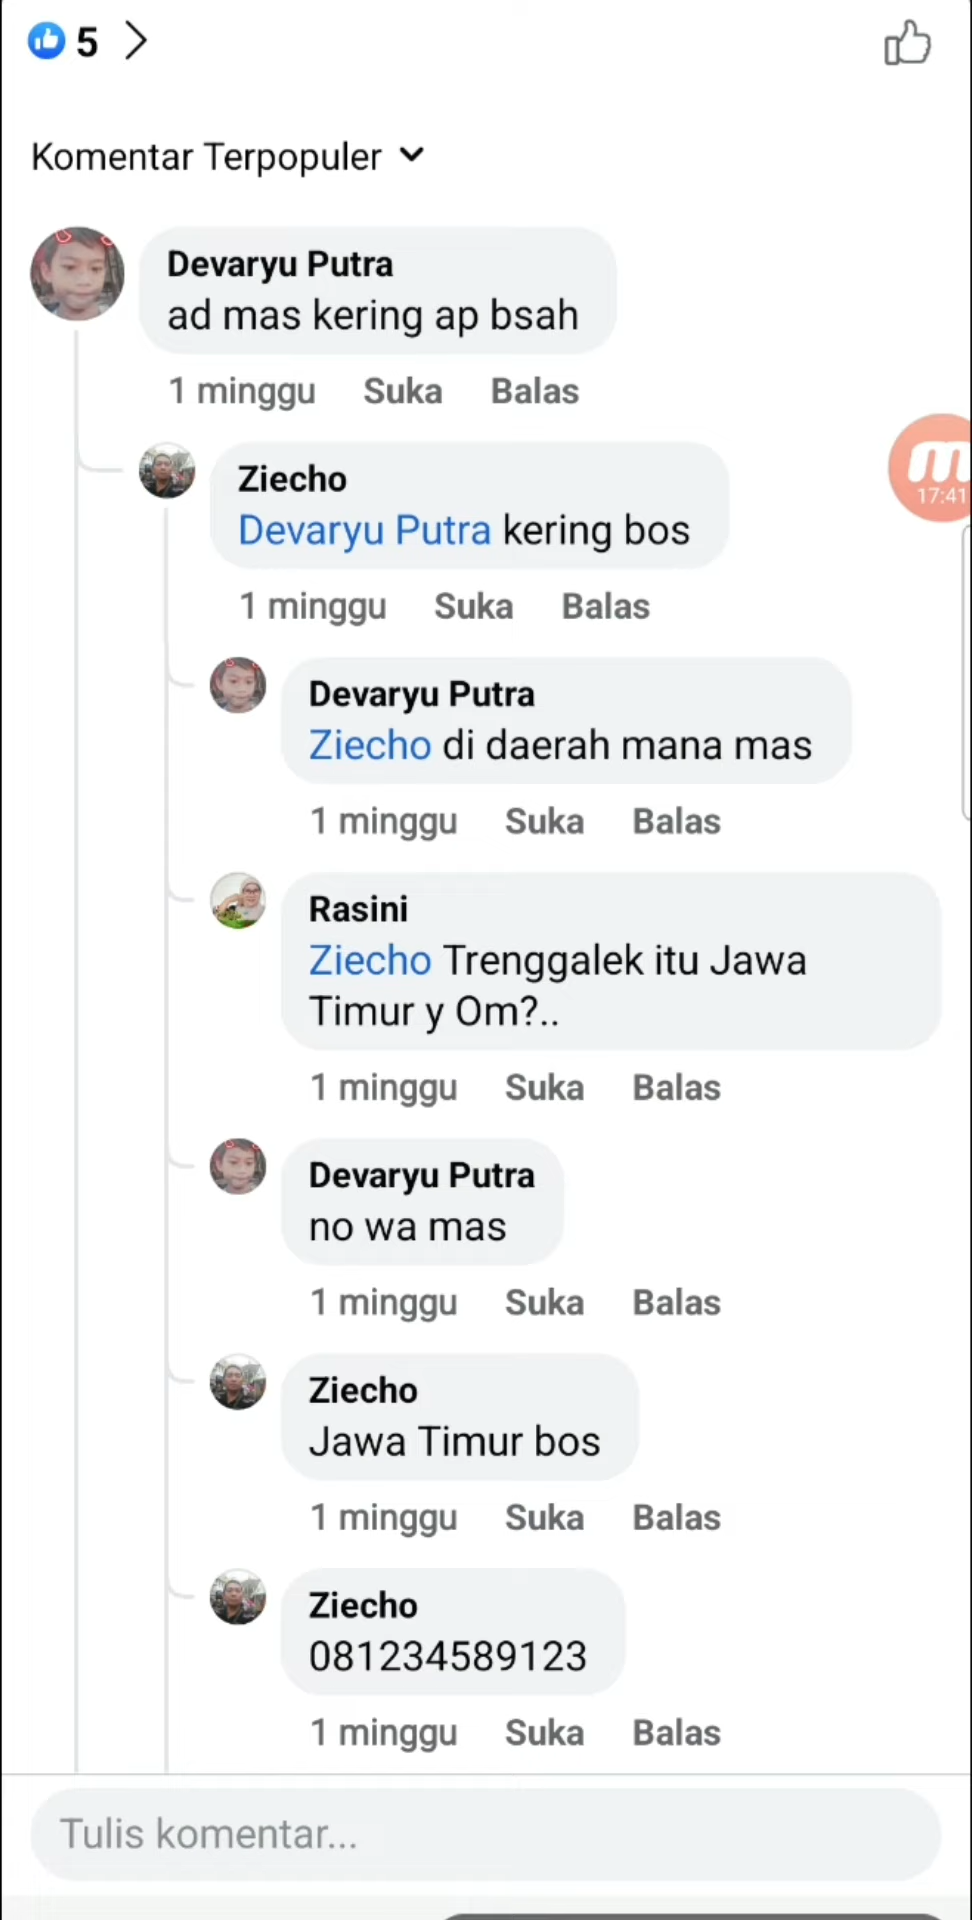 5
Komentar Terpopuler
Devaryu Putra
ad mas kering ap bsah
1 minggu Suka Balas
Ziecho
Devaryu Putra kering bos
1 minggu Suka Balas
17:41
Devaryu Putra
Ziecho di daerah mana mas
1 minggu Suka Balas
Rasini
Ziecho Trenggalek itu Jawa
Timur y Om?..
1 minggu Suka Balas
Devaryu Putra
no wa mas
1 minggu Suka Balas
Ziecho
Jawa Timur bos
1 minggu Suka Balas
Ziecho
081234589123
1 minggu Suka Balas
Tulis komentar...